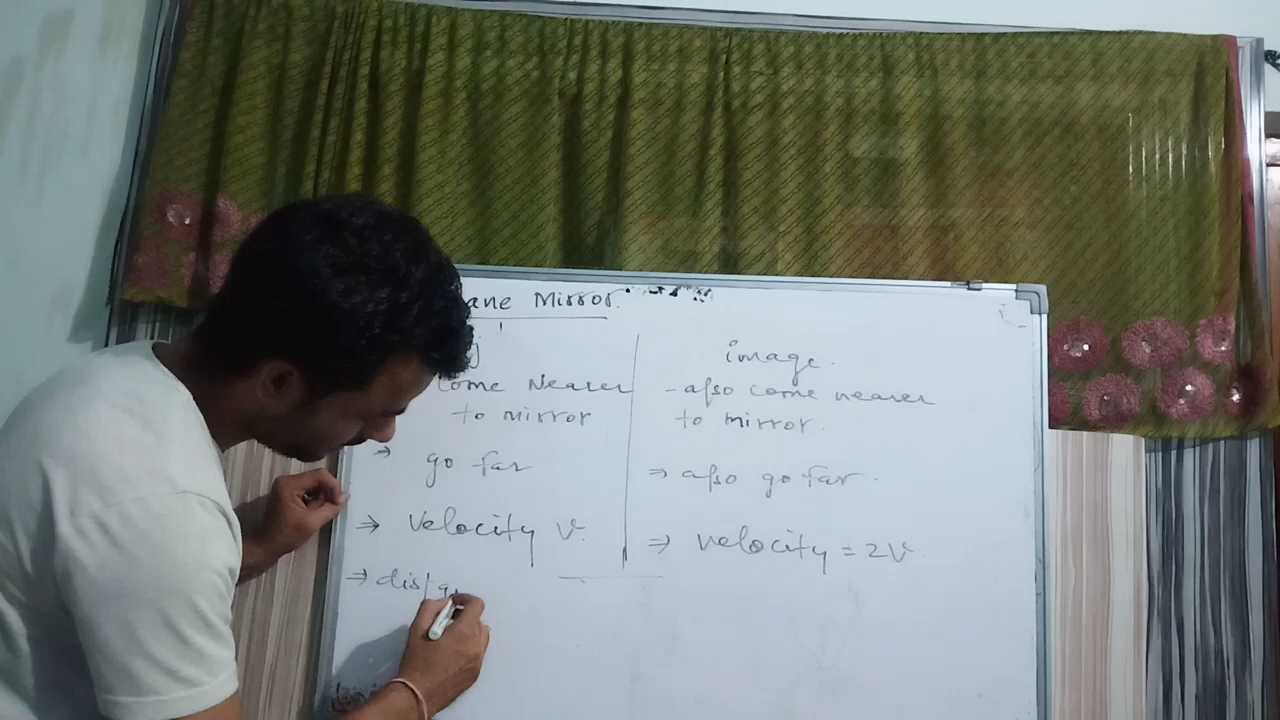 ane Mirror.
j
image.
Come Nearer
to mirror
- also come nearer
to mirror.
⇒ go far
⇒ also go far.
⇒ velocity v.
⇒ velocity = 2v.
⇒ dista